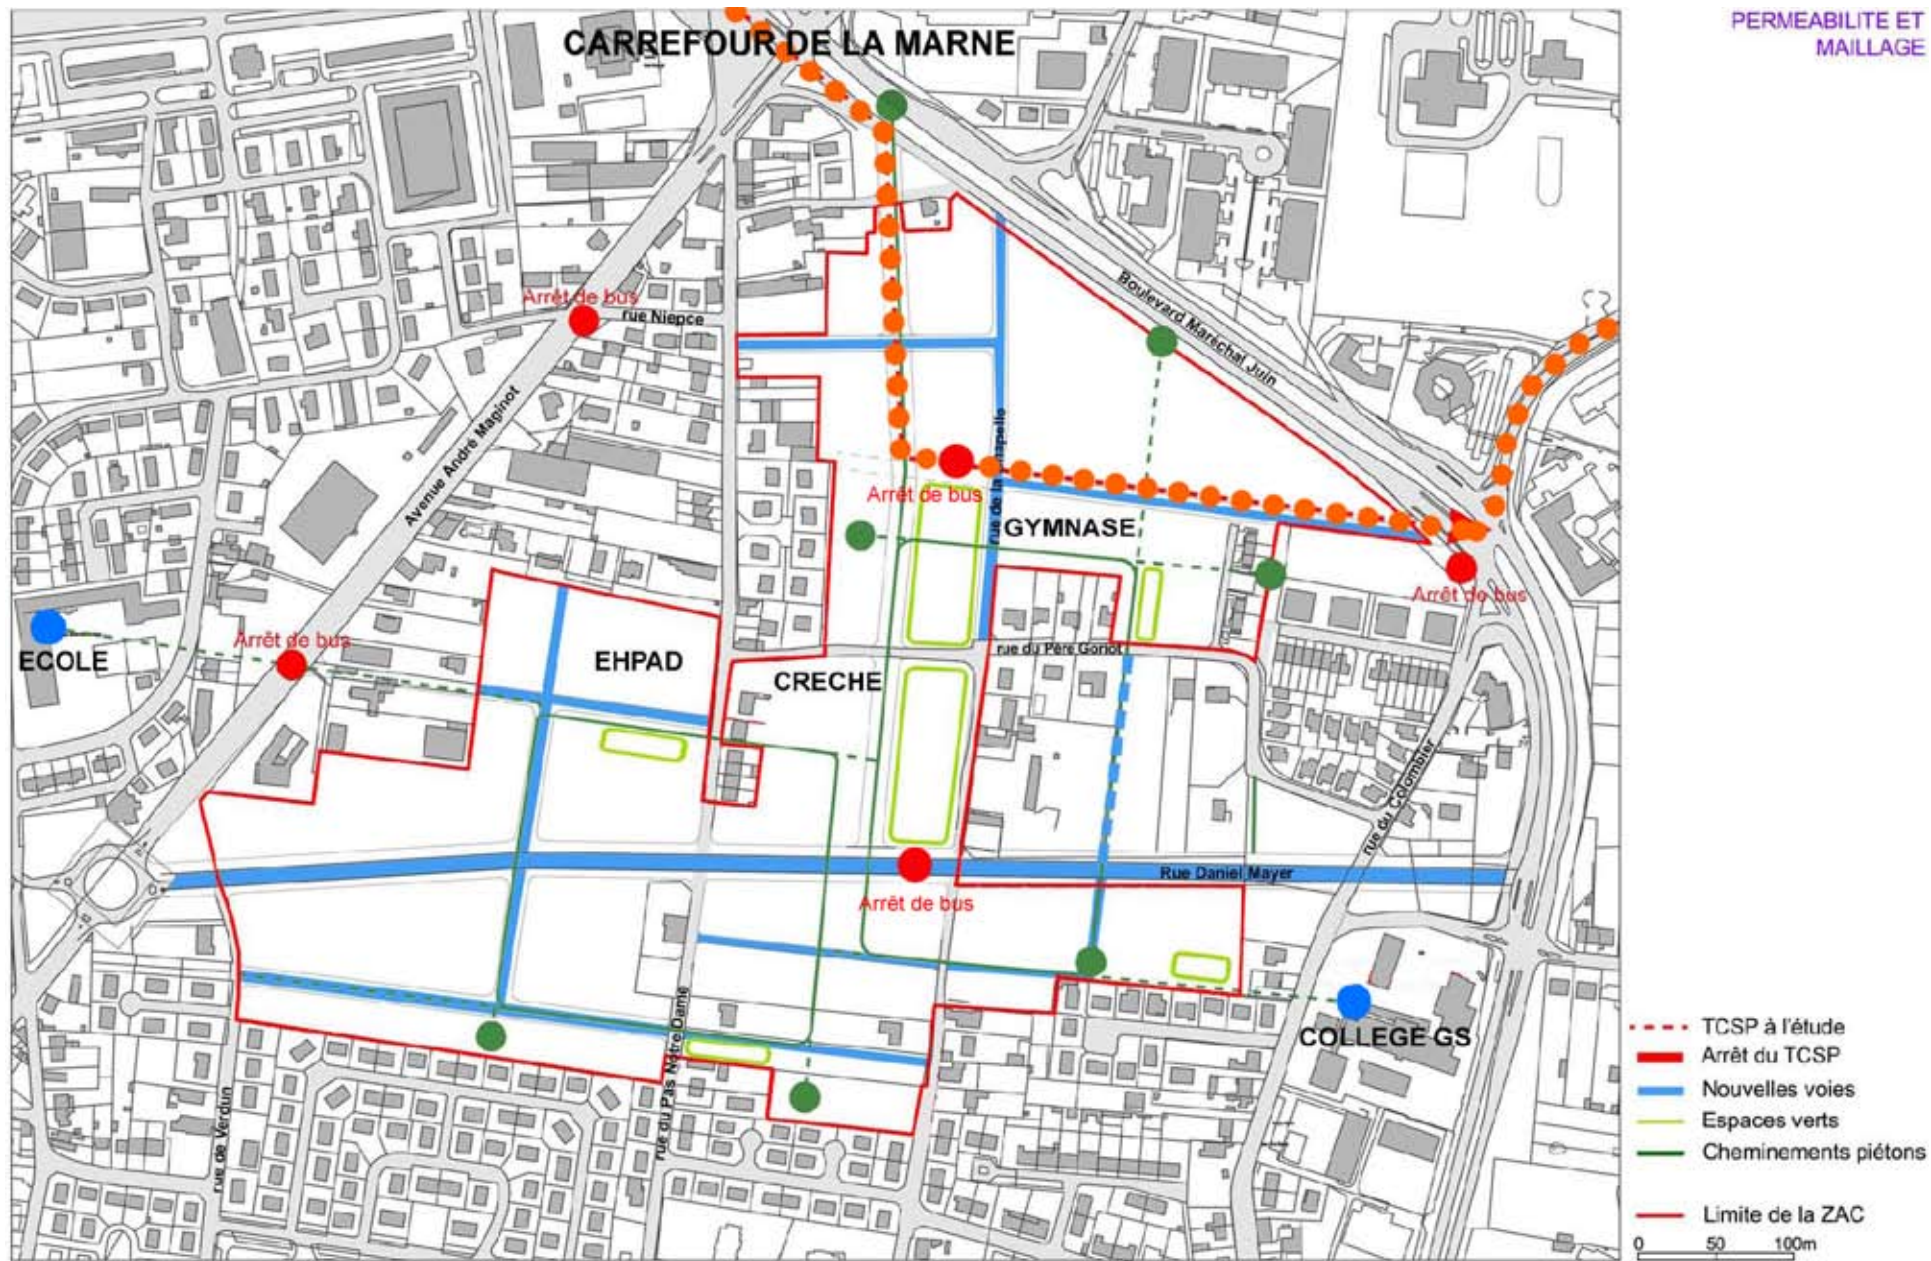 PERMEABILITE ET
MAILLAGE
CARREFOUR DE LA MARNE
Arrêt de bus
rue Niepce
Boulevard Maréchal Juin
Avenue André Maginot
rue de la
Arrêt de bus
GYMNASE
Arrêt de bus
ECOLE
Arrêt de bus
EHPAD
CRECHE
rue du Père Goriot
rue du Colombier
Rue Daniel Mayer
Arrêt de bus
COLLEGE GS
rue du Pas Notre Dame
rue de Verdun
TCSP à l'étude
Arrêt du TCSP
Nouvelles voies
Espaces verts
Cheminements piétons
Limite de la ZAC
0 50 100m